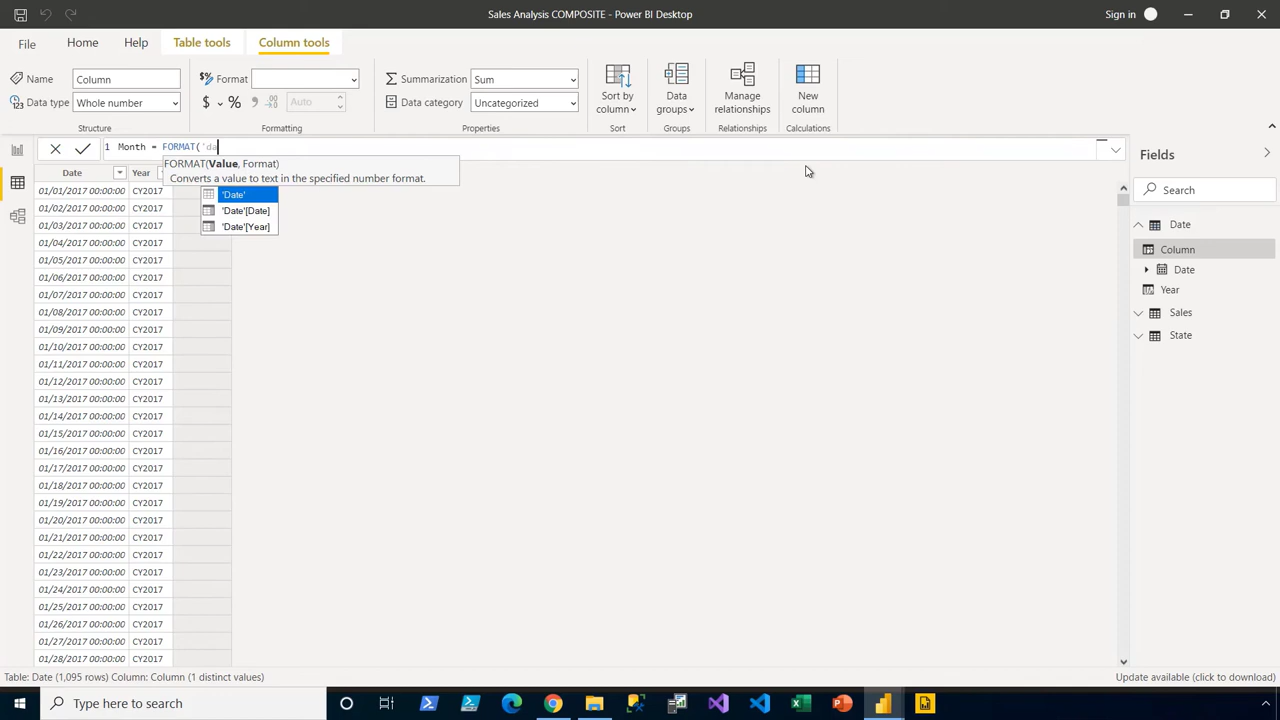 Sales Analysis COMPOSITE - Power BI Desktop
Sign in
File
Home
Help
Table tools
Column tools
Name
Column
Data type
Whole number
Structure
Format
$
%
Auto
Formatting
Summarization
Sum
Data category
Uncategorized
Properties
Sort by
column
Sort
Data
groups
Groups
Manage
relationships
Relationships
New
column
Calculations
1 Month = FORMAT('da
FORMAT(Value, Format)
Converts a value to text in the specified number format.
'Date'
'Date'[Date]
'Date'[Year]
Date Year
01/01/2017 00:00:00 CY2017
01/02/2017 00:00:00 CY2017
01/03/2017 00:00:00 CY2017
01/04/2017 00:00:00 CY2017
01/05/2017 00:00:00 CY2017
01/06/2017 00:00:00 CY2017
01/07/2017 00:00:00 CY2017
01/08/2017 00:00:00 CY2017
01/09/2017 00:00:00 CY2017
01/10/2017 00:00:00 CY2017
01/11/2017 00:00:00 CY2017
01/12/2017 00:00:00 CY2017
01/13/2017 00:00:00 CY2017
01/14/2017 00:00:00 CY2017
01/15/2017 00:00:00 CY2017
01/16/2017 00:00:00 CY2017
01/17/2017 00:00:00 CY2017
01/18/2017 00:00:00 CY2017
01/19/2017 00:00:00 CY2017
01/20/2017 00:00:00 CY2017
01/21/2017 00:00:00 CY2017
01/22/2017 00:00:00 CY2017
01/23/2017 00:00:00 CY2017
01/24/2017 00:00:00 CY2017
01/25/2017 00:00:00 CY2017
01/26/2017 00:00:00 CY2017
01/27/2017 00:00:00 CY2017
01/28/2017 00:00:00 CY2017
Fields
Search
Date
Column
Date
Year
Sales
State
Table: Date (1,095 rows) Column: Column (1 distinct values)
Update available (click to download)
Type here to search